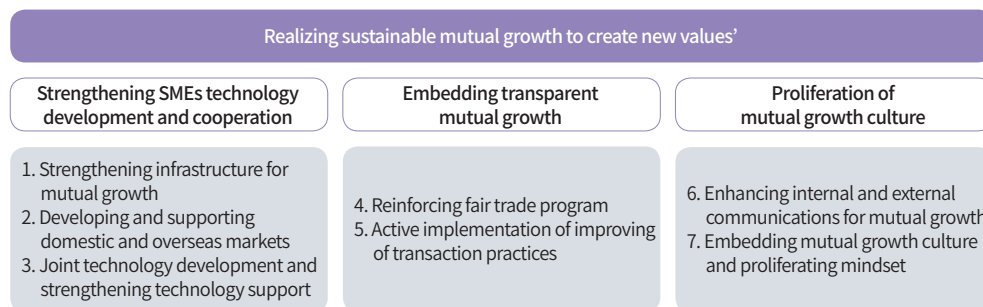 Realizing sustainable mutual growth to create new values’
Strengthening SMEs technology
development and cooperation
1. Strengthening infrastructure for
mutual growth
2. Developing and supporting
domestic and overseas markets
3. Joint technology development and
strengthening technology support
Embedding transparent
mutual growth
4. Reinforcing fair trade program
5. Active implementation of improving
of transaction practices
Proliferation of
mutual growth culture
6. Enhancing internal and external
communications for mutual growth
7. Embedding mutual growth culture
and proliferating mindset